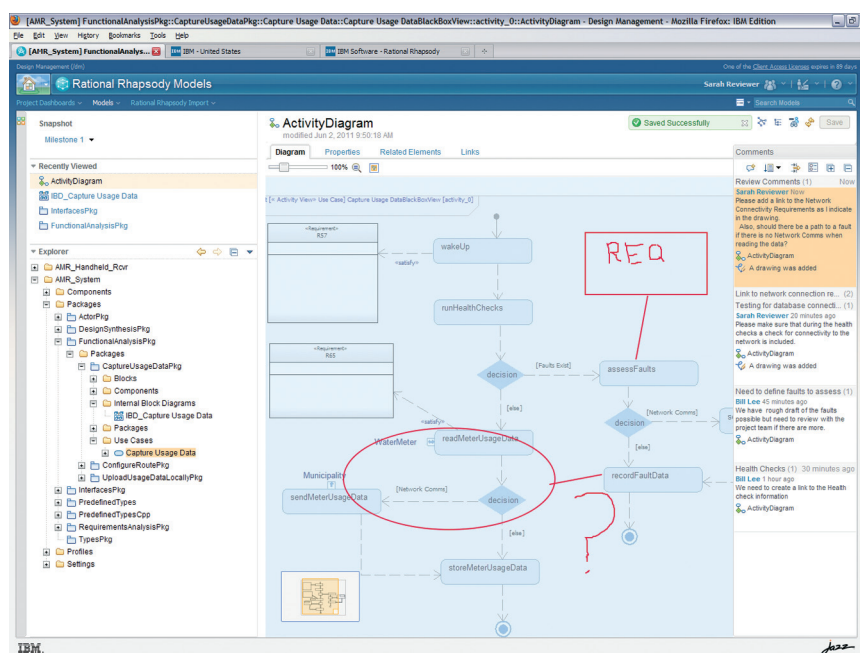 [AMR_System] FunctionalAnalysisPkg::CaptureUsageDataPkg::Capture Usage Data::Capture Usage DataBlackBoxView::activity_0::ActivityDiagram - Design Management - Mozilla Firefox: IBM Edition
File Edit View History Bookmarks Tools Help
[AMR_System] FunctionalAnalys... IBM - United States IBM Software - Rational Rhapsody
Design Management (/dm) One of the Client Access Licenses expires in 89 days
Rational Rhapsody Models Sarah Reviewer
Project Dashboards Models Rational Rhapsody Import Search Models
Snapshot
Milestone 1
Recently Viewed
ActivityDiagram
IBD_Capture Usage Data
InterfacesPkg
FunctionalAnalysisPkg
Explorer
AMR_Handheld_Rcvr
AMR_System
Components
Packages
ActorPkg
DesignSynthesisPkg
FunctionalAnalysisPkg
Packages
CaptureUsageDataPkg
Blocks
Components
Internal Block Diagrams
IBD_Capture Usage Data
Packages
Use Cases
Capture Usage Data
ConfigureRoutePkg
UploadUsageDataLocallyPkg
InterfacesPkg
PredefinedTypes
PredefinedTypesCpp
RequirementsAnalysisPkg
TypesPkg
Profiles
Settings
ActivityDiagram
modified Jun 2, 2011 9:50:18 AM
Saved Successfully
Save
Diagram Properties Related Elements Links
100%
[« Activity View» Use Case] Capture Usage DataBlackBoxView [activity_0]
«Requirement»
R57
«satisfy»
wakeUp
REQ
runHealthChecks
«Requirement»
R65
decision
[Faults Exist]
assessFaults
[else]
decision
[Network Comms]
«satisfy»
WaterMeter
readMeterUsageData
[else]
Municipality
sendMeterUsageData
[Network Comms]
decision
recordFaultData
?
[else]
storeMeterUsageData
Comments
Review Comments (1) Now
Sarah Reviewer Now
Please add a link to the Network
Connectivity Requirements as I indicate
in the drawing.
Also, should there be a path to a fault
if there is no Network Comms when
reading the data?
ActivityDiagram
A drawing was added
Link to network connection re... (2)
Testing for database connecti... (1)
Sarah Reviewer 20 minutes ago
Please make sure that during the health
checks a check for connectivity to the
network is included.
ActivityDiagram
A drawing was added
Need to define faults to assess (1)
Bill Lee 45 minutes ago
We have rough draft of the faults
possible but need to review with the
project team if there are more.
ActivityDiagram
Health Checks (1) 30 minutes ago
Bill Lee 1 hour ago
We need to create a link to the Heath
check information
ActivityDiagram
IBM.
jazz